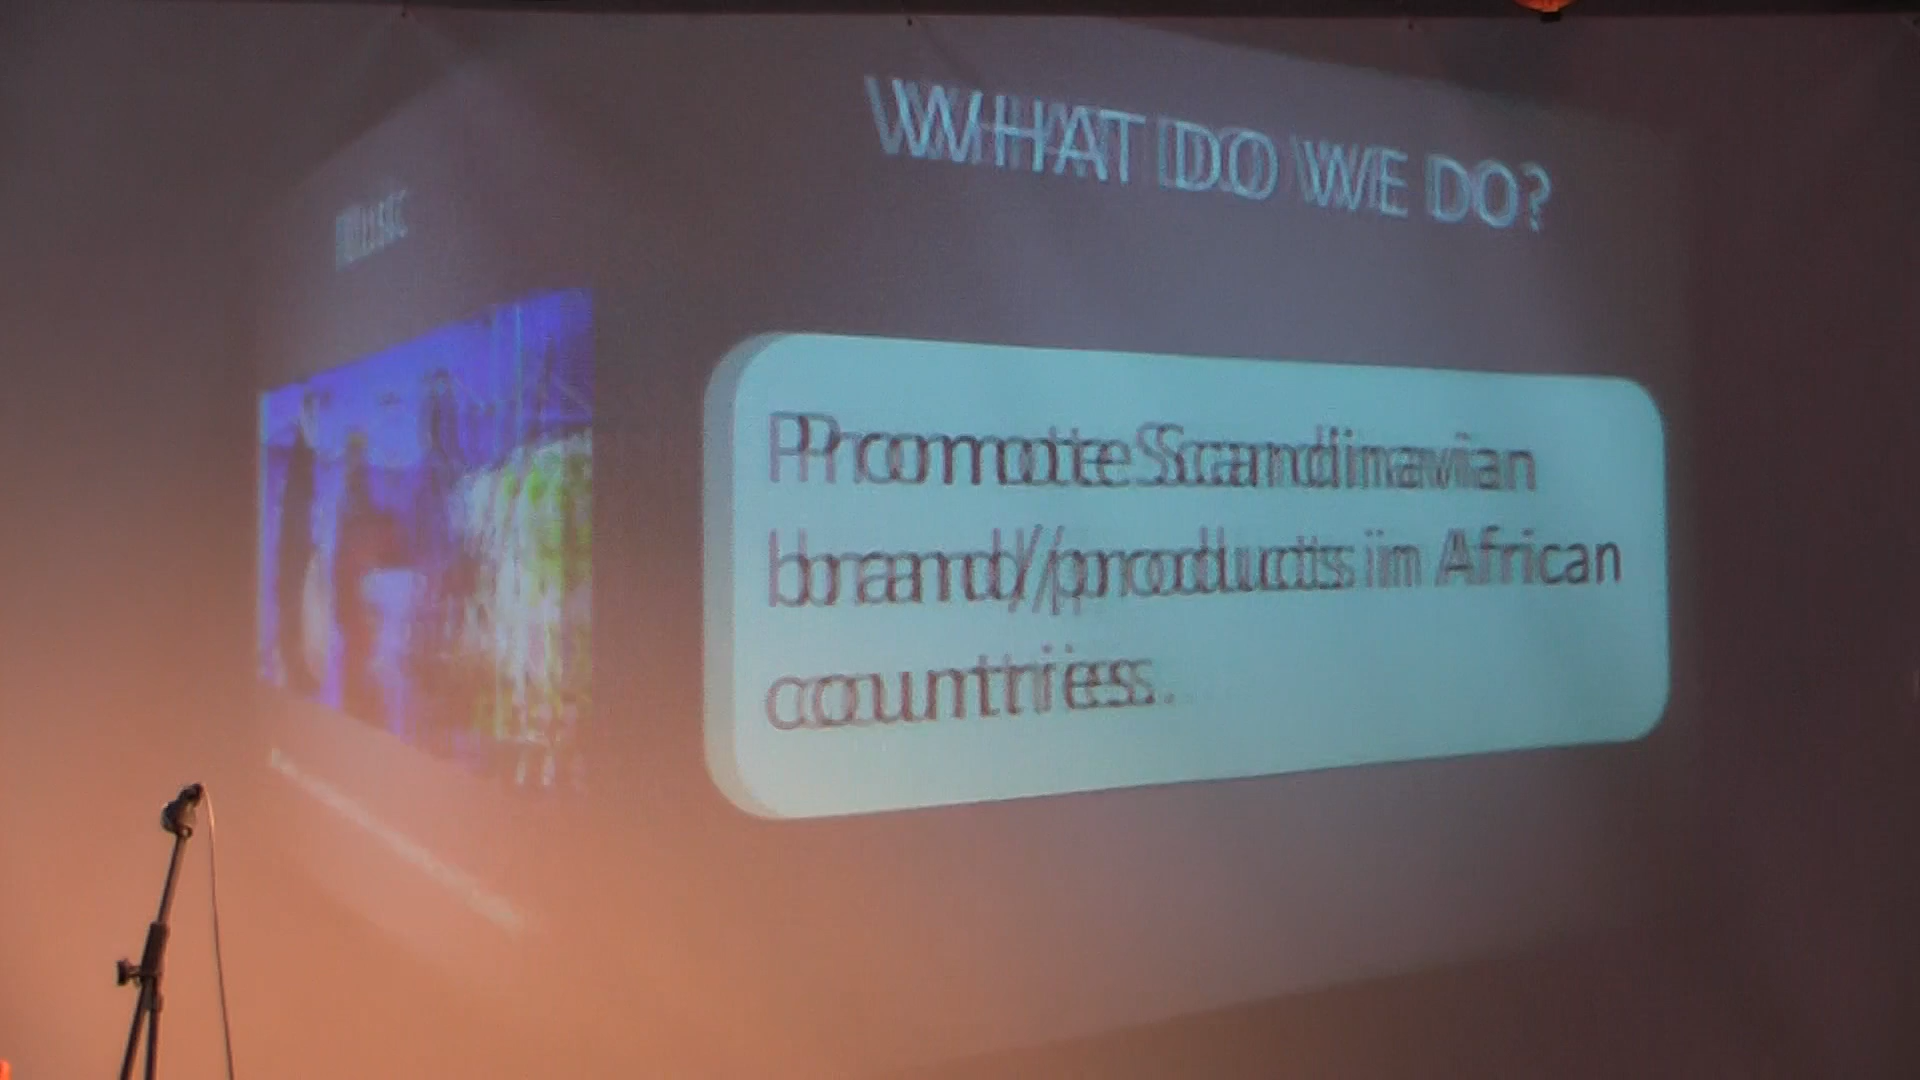 WHAT DO WE DO?
Promote Scandinavian
brand/products in African
countries.